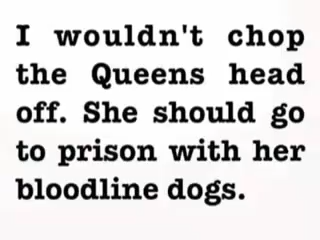 I wouldn't chop
the Queens head
off. She should go
to prison with her
bloodline dogs.